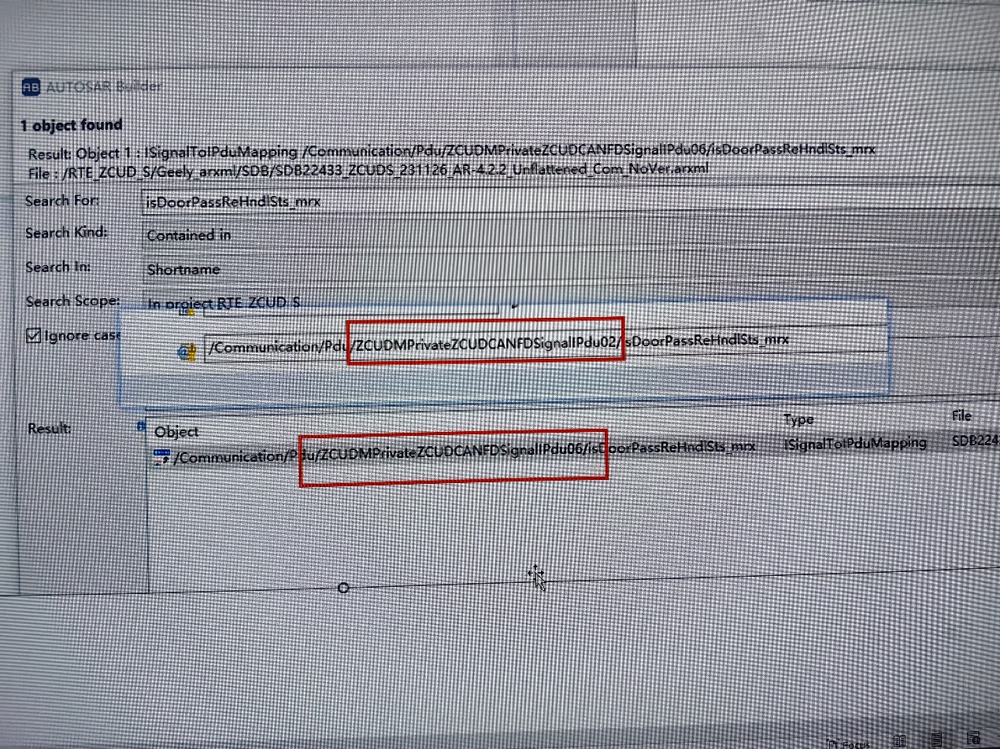 AB AUTOSAR Builder
1 object found
Result: Object 1 : ISignalToIPduMapping /Communication/Pdu/ZCUDMPrivateZCUDCANFDSignalIPdu06/isDoorPassReHndlSts_mrx
File : /RTE_ZCUD_S/Geely_arxml/SDB/SDB22433_ZCUDS_231126_AR-4.2.2_Unflattened_Com_NoVer.arxml
Search For: isDoorPassReHndlSts_mrx
Search Kind: Contained in
Search In: Shortname
Search Scope: In project RTE_ZCUD_S
Ignore case
/Communication/Pdu/ZCUDMPrivateZCUDCANFDSignalIPdu02/isDoorPassReHndlSts_mrx
Result: Object Type File
/Communication/Pdu/ZCUDMPrivateZCUDCANFDSignalIPdu06/isDoorPassReHndlSts_mrx ISignalToIPduMapping SDB224
Focus